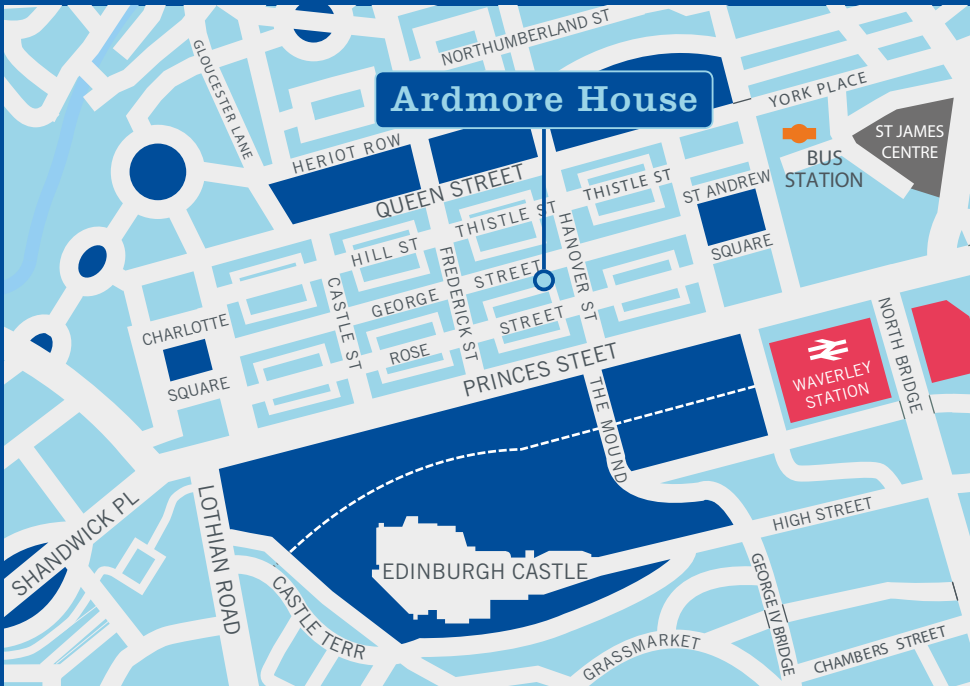 NORTHUMBERLAND ST
GLOUCESTER LANE
Ardmore House
YORK PLACE
ST JAMES
CENTRE
BUS
STATION
HERIOT ROW
QUEEN STREET
THISTLE ST
THISTLE ST
ST ANDREW
SQUARE
HILL ST
HANOVER ST
FREDERICK ST
CASTLE ST
GEORGE STREET
ROSE STREET
CHARLOTTE
SQUARE
PRINCES STEET
NORTH BRIDGE
WAVERLEY
STATION
THE MOUND
SHANDWICK PL
LOTHIAN ROAD
HIGH STREET
EDINBURGH CASTLE
CASTLE TERR
GEORGE IV BRIDGE
GRASSMARKET
CHAMBERS STREET